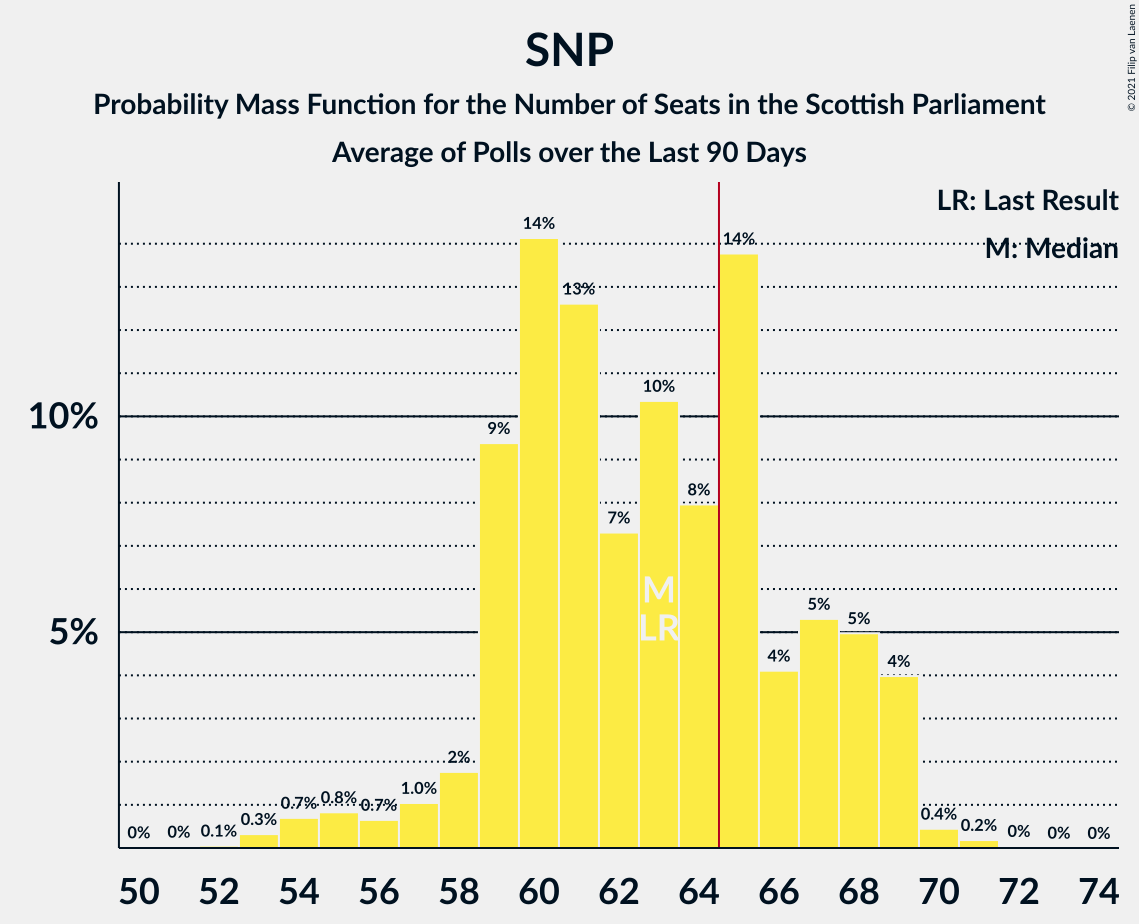 SNP
Probability Mass Function for the Number of Seats in the Scottish Parliament
Average of Polls over the Last 90 Days
© 2021 Filip van Laenen
LR: Last Result
M: Median
10%
5%
0% 0% 0.1% 0.3% 0.7% 0.8% 0.7% 1.0% 2% 9% 14% 13% 7% 10% 8% 14% 4% 5% 5% 4% 0.4% 0.2% 0% 0% 0%
M
LR
50 52 54 56 58 60 62 64 66 68 70 72 74